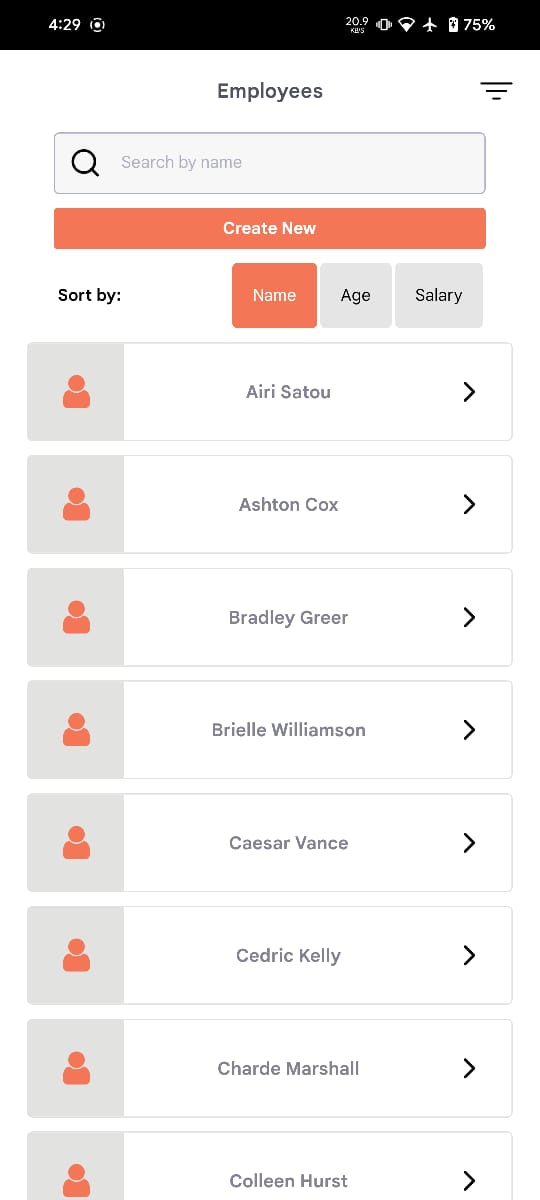 4:29 20.9 KB/S 75%
Employees
Search by name
Create New
Sort by: Name Age Salary
Airi Satou
Ashton Cox
Bradley Greer
Brielle Williamson
Caesar Vance
Cedric Kelly
Charde Marshall
Colleen Hurst